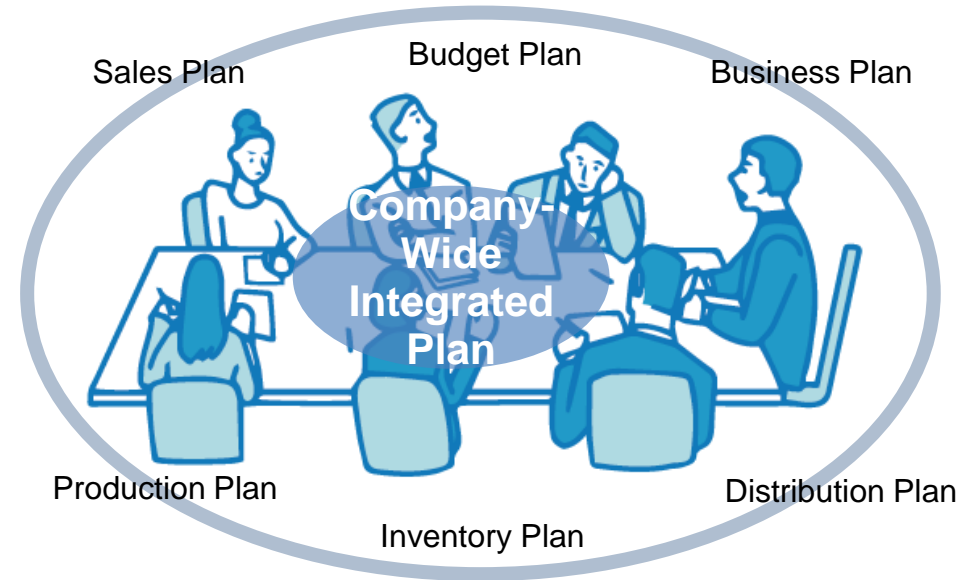 Budget Plan
Sales Plan
Business Plan
Company-
Wide
Integrated
Plan
Production Plan
Distribution Plan
Inventory Plan